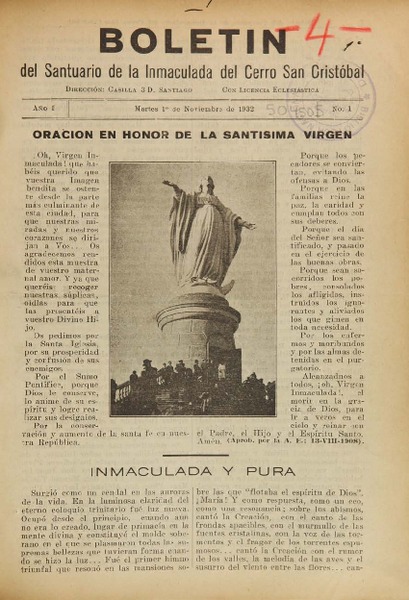 -4-
BOLETIN
del Santuario de la Inmaculada del Cerro San Cristóbal
DIRECCIÓN: CASILLA 3 D. SANTIAGO
CON LICENCIA ECLESIASTICA
AÑO I
Martes 1º de Noviembre de 1932
No. 1
ORACION EN HONOR DE LA SANTISIMA VIRGEN
¡Oh, Virgen In-
maculada! que ha-
béis querido que
vuestra Imagen
bendita se osten-
te desde la parte
más culminante de
esta ciudad, para
que nuestras mi-
radas y nuestros
corazones se diri-
jan a Vos... Os
agradecemos ren-
didos esta muestra
de vuestro mater-
nal amor. Y ya que
queréis recoger
nuestras súplicas,
oídlas para que
las presentéis a
vuestro Divino Hi-
jo.
Os pedimos por
la Santa Iglesia,
por su prosperidad
y confusión de sus
enemigos.
Por el Sumo
Pontífice, porque
Dios le conserve,
lo anime de su es-
píritu y logre rea-
lizar sus designios.
Por la conser-
vación y aumento de la santa fe en nues-
tra República.
Porque los pe-
cadores se convier-
tan, evitando las
ofensas a Dios.
Porque en las
familias reine la
paz, la caridad y
cumplan todos con
sus deberes.
Porque el día
del Señor sea san-
tificado, y pasado
en el ejercicio de
las buenas obras.
Porque sean so-
corridos los po-
bres, consolados
los afligidos, ins-
truidos los igno-
rantes y aliviados
los que gimen en
toda necesidad.
Por los enfer-
mos y moribundos
y por las almas de-
tenidas en el pur-
gatorio.
Alcanzadnos a
todos, ¡oh, Virgen
Inmaculada!, el
morir en la gra-
cia de Dios, para
ir a veros en el
cielo y reinar con
el Padre, el Hijo y el Espíritu Santo.
Amén. (Aprob. por la A. E.: 13-VIII-1908).
INMACULADA Y PURA
Surgió como un cendal en las auroras
de la vida. En la luminosa claridad del
eterno coloquio trinitario fué luz nueva.
Ocupó desde el principio, cuando aun
no era lo creado, lugar de primacía en la
mente divina y constituyó el molde sobe-
rano en el que se plasmaron todas las su-
premas bellezas que tuvieran forma cuan-
do se hizo la luz... Fué el primer himno
triunfal que resonó en las mansiones so-
bre las que "flotaba el espíritu de Dios".
¡María! Y como respuesta, como un eco,
como una resonancia; sobre los abismos,
cantó la Creación, con el canto de las
frondas apacibles, con el murmullo de las
fuentes cristalinas, con la voz de las tor-
mentas y el fragor de los torrentes espu-
mosos... cantó la Creación con el rumor
de los valles, la melodía de las aves y el
susurro del viento entre las flores... can-